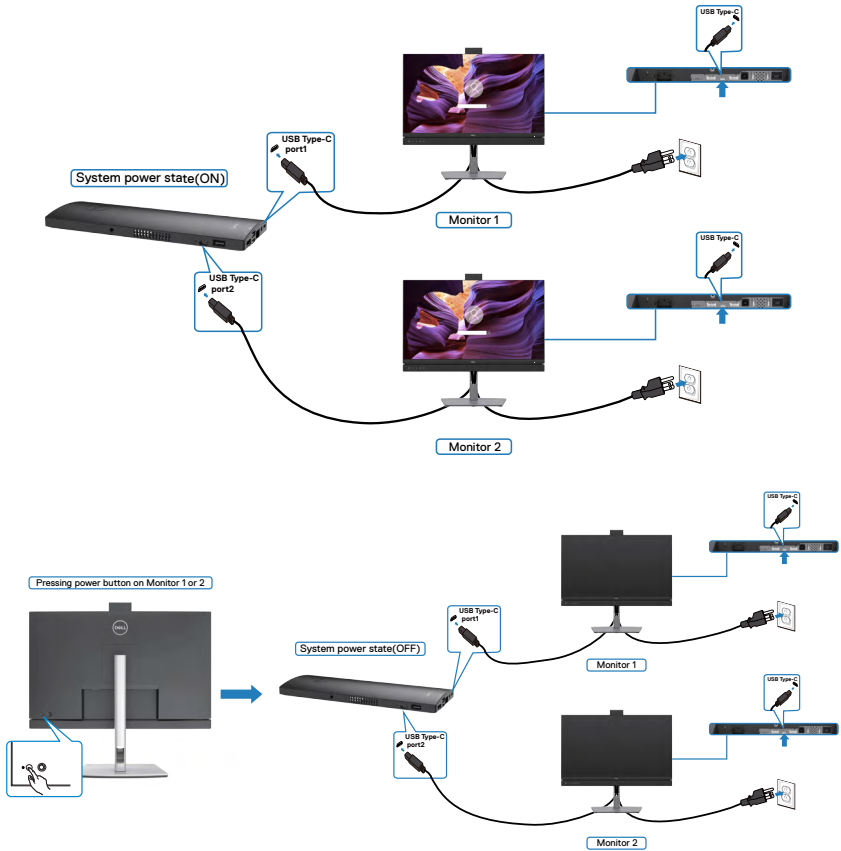 USB Type-C
USB Type-C
port1
System power state(ON)
Monitor 1
USB Type-C
USB Type-C
port2
Monitor 2
USB Type-C
Pressing power button on Monitor 1 or 2
DELL
USB Type-C
port1
System power state(OFF)
Monitor 1
USB Type-C
USB Type-C
port2
Monitor 2